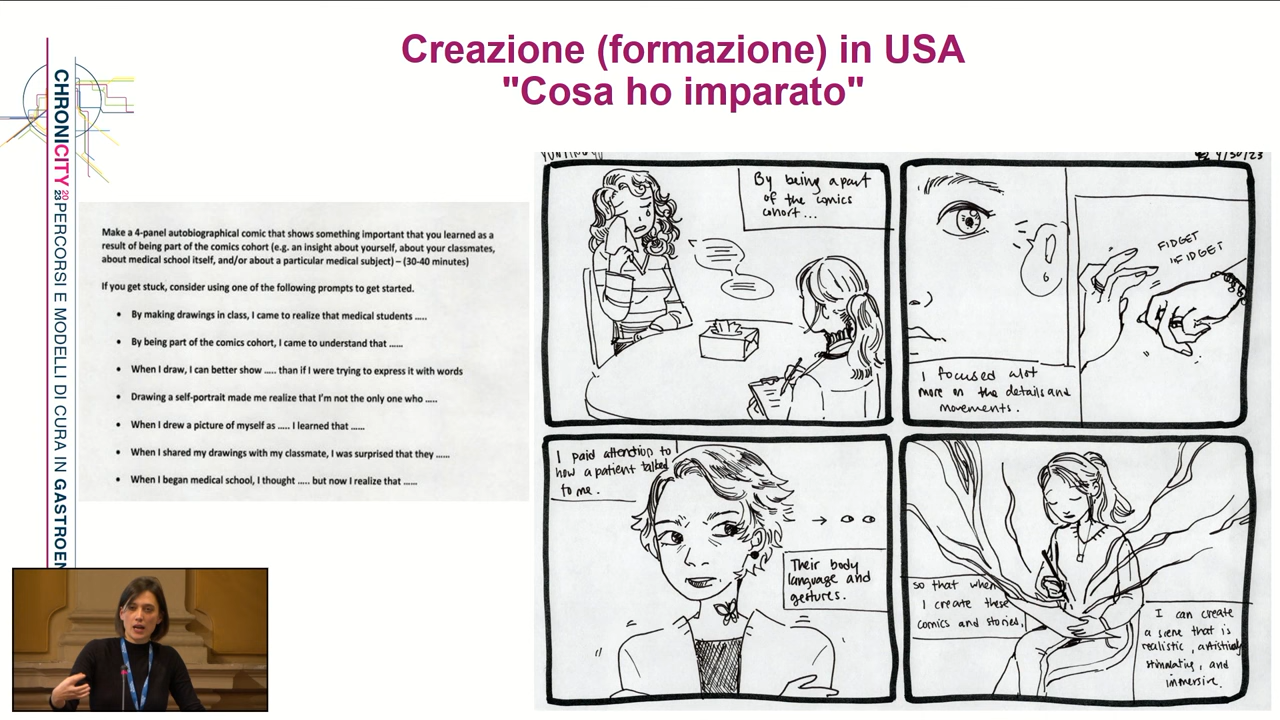 Creazione (formazione) in USA
"Cosa ho imparato"
CHRONICITY 20
23 PERCORSI E MODELLI DI CURA IN GASTROEN
Make a 4-panel autobiographical comic that shows something important that you learned as a
result of being part of the comics cohort (e.g. an insight about yourself, about your classmates,
about medical school itself, and/or about a particular medical subject) – (30-40 minutes)
If you get stuck, consider using one of the following prompts to get started.
• By making drawings in class, I came to realize that medical students .....
• By being part of the comics cohort, I came to understand that ......
• When I draw, I can better show ..... than if I were trying to express it with words
• Drawing a self-portrait made me realize that I'm not the only one who .....
• When I drew a picture of myself as ..... I learned that ......
• When I shared my drawings with my classmate, I was surprised that they ......
• When I began medical school, I thought ..... but now I realize that ......
4/30/23
By being a part
of the comics
cohort...
FIDGET
FIDGET
I focused alot
more on the details and
movements.
I paid attention to
how a patient talked
to me.
Their body
language and
gestures.
so that when
I create these
comics and stories,
I can create
a scene that is
realistic, artistically
stimulating, and
immersive.